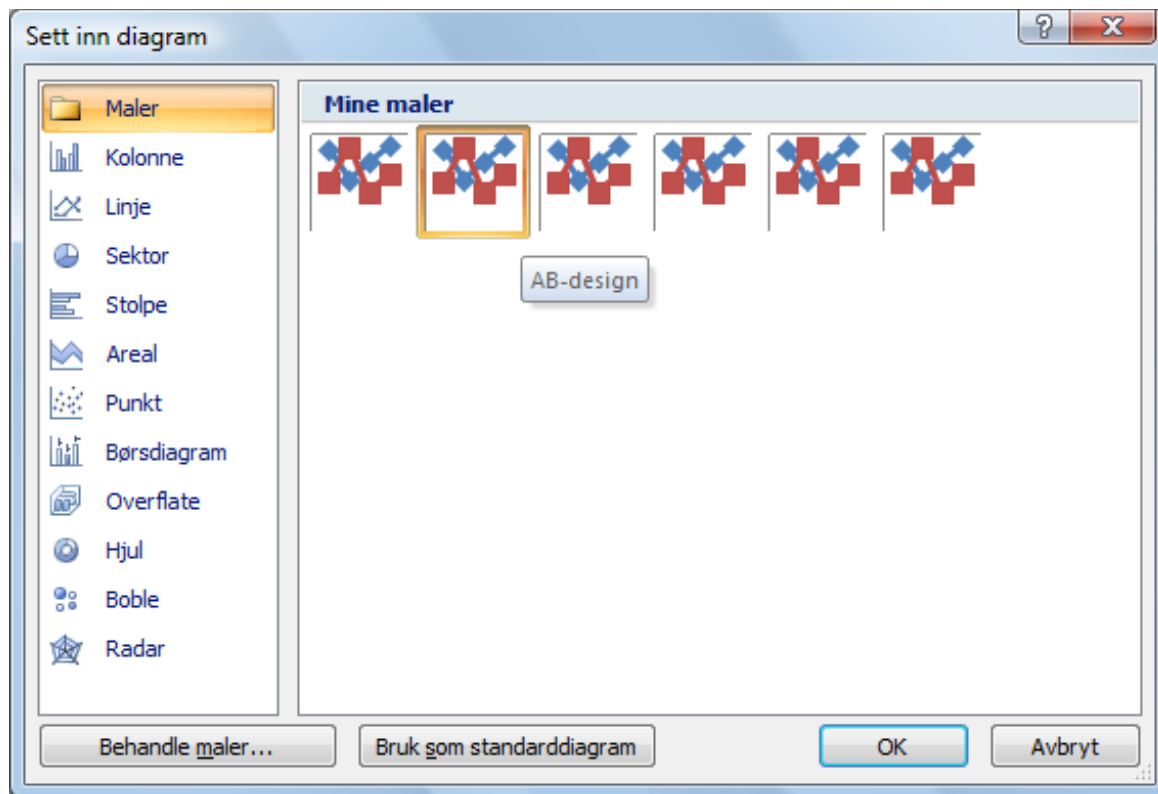 Sett inn diagram
Maler
Kolonne
Linje
Sektor
Stolpe
Areal
Punkt
Børsdiagram
Overflate
Hjul
Boble
Radar
Mine maler
AB-design
Behandle maler...
Bruk som standarddiagram
OK
Avbryt